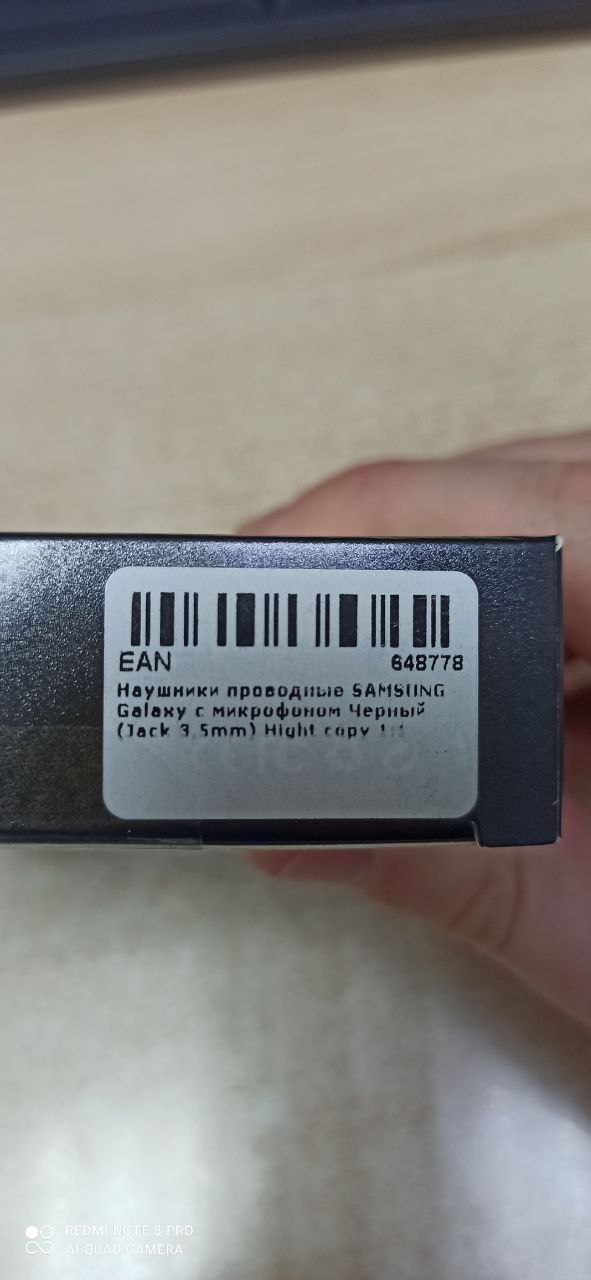 EAN 648778
Наушники проводные SAMSUNG
Galaxy с микрофоном Черный
(Jack 3.5mm) Hight copy 1:1
REDMI NOTE 8 PRO
AI QUAD CAMERA